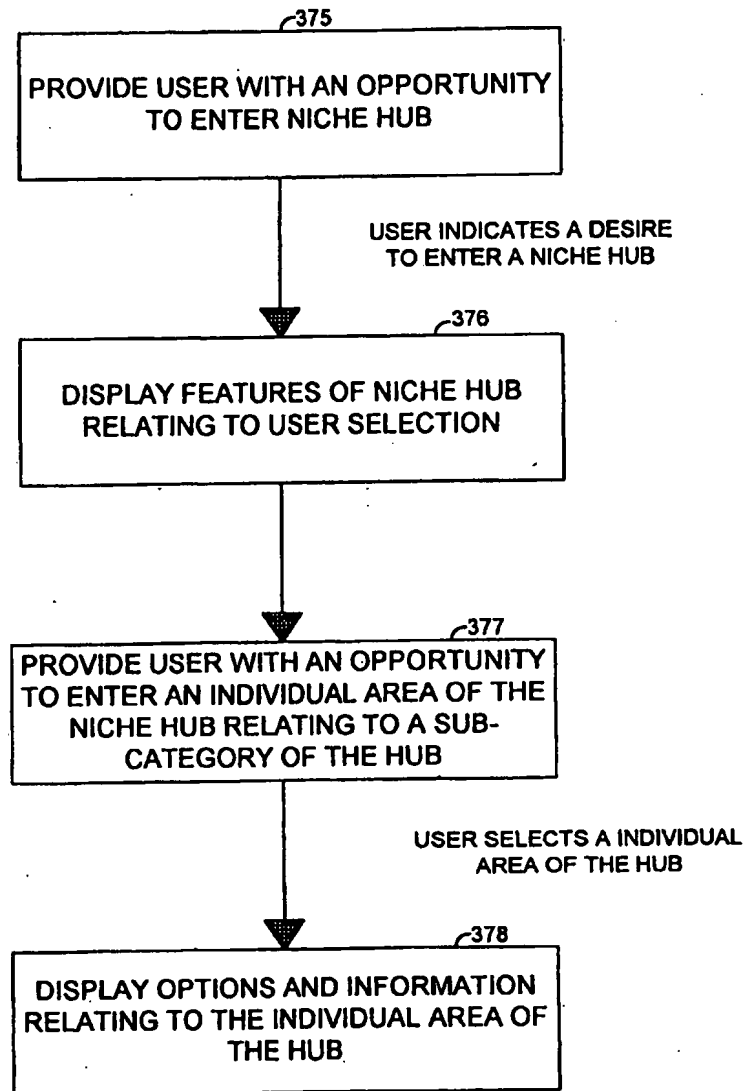 375
PROVIDE USER WITH AN OPPORTUNITY
TO ENTER NICHE HUB
USER INDICATES A DESIRE
TO ENTER A NICHE HUB
376
DISPLAY FEATURES OF NICHE HUB
RELATING TO USER SELECTION
377
PROVIDE USER WITH AN OPPORTUNITY
TO ENTER AN INDIVIDUAL AREA OF THE
NICHE HUB RELATING TO A SUB-
CATEGORY OF THE HUB
USER SELECTS A INDIVIDUAL
AREA OF THE HUB
378
DISPLAY OPTIONS AND INFORMATION
RELATING TO THE INDIVIDUAL AREA OF
THE HUB